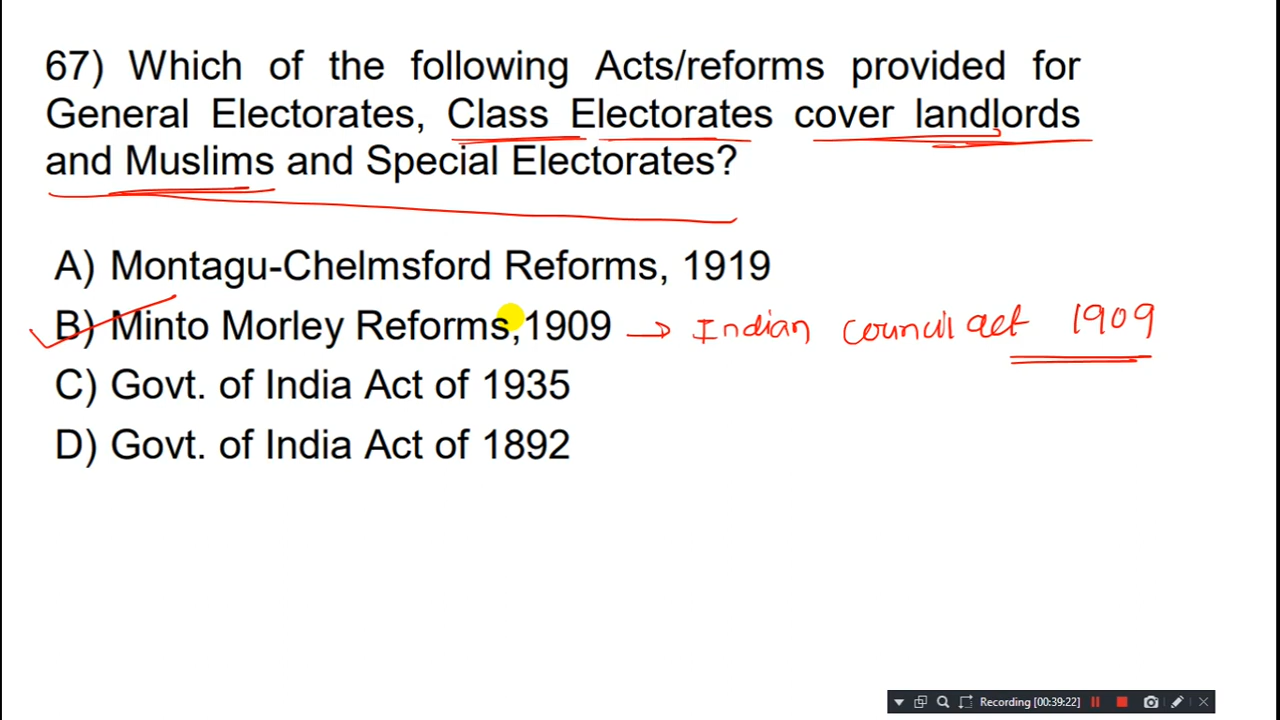 67) Which of the following Acts/reforms provided for
General Electorates, Class Electorates cover landlords
and Muslims and Special Electorates?
A) Montagu-Chelmsford Reforms, 1919
B) Minto Morley Reforms,1909 → Indian council act 1909
C) Govt. of India Act of 1935
D) Govt. of India Act of 1892
Recording [00:39:22]